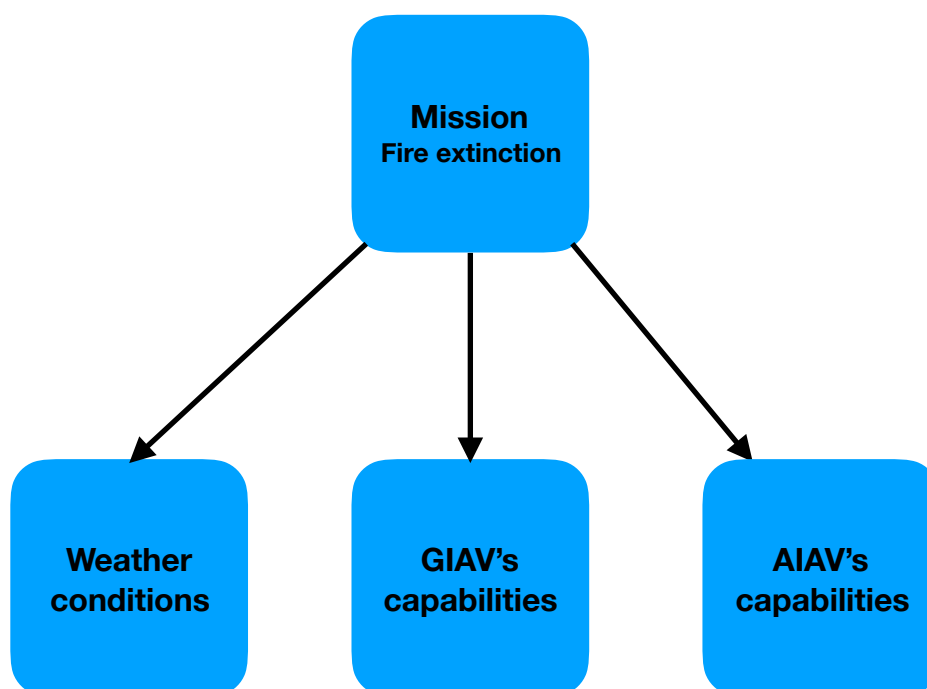 Mission
Fire extinction
Weather
conditions
GIAV’s
capabilities
AIAV’s
capabilities